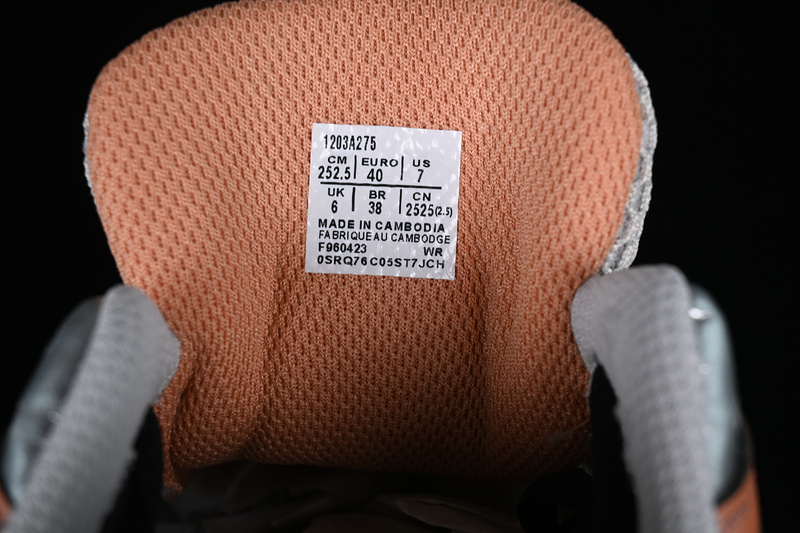 1203A275
CM EURO US
252.5 40 7
UK BR CN
6 38 2525(2.5)
MADE IN CAMBODIA
FABRIQUEAU CAMBODGE
F960423 WR
0SRQ76C05ST7JCH